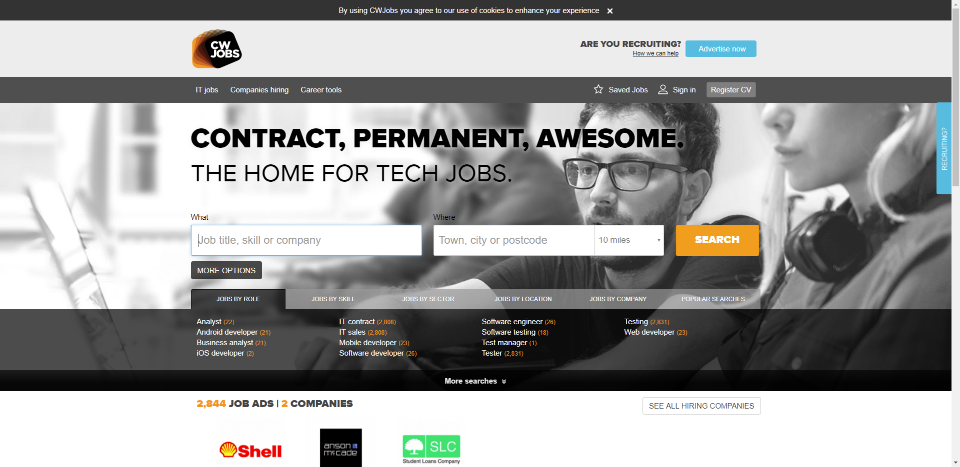 By using CWJobs you agree to our use of cookies to enhance your experience ×
CW JOBS
ARE YOU RECRUITING?
How we can help
Advertise now
IT jobs Companies hiring Career tools Saved Jobs Sign in Register CV
CONTRACT, PERMANENT, AWESOME.
THE HOME FOR TECH JOBS.
RECRUITING?
What Where
Job title, skill or company Town, city or postcode 10 miles SEARCH
MORE OPTIONS
JOBS BY ROLE JOBS BY SKILL JOBS BY SECTOR JOBS BY LOCATION JOBS BY COMPANY POPULAR SEARCHES
Analyst (22) IT contract (2,888) Software engineer (26) Testing (2,831)
Android developer (21) IT sales (2,808) Software testing (18) Web developer (23)
Business analyst (21) Mobile developer (23) Test manager (1)
iOS developer (2) Software developer (26) Tester (2,831)
More searches
2,844 JOB ADS | 2 COMPANIES SEE ALL HIRING COMPANIES
Shell
anson mccade
SLC
Student Loans Company